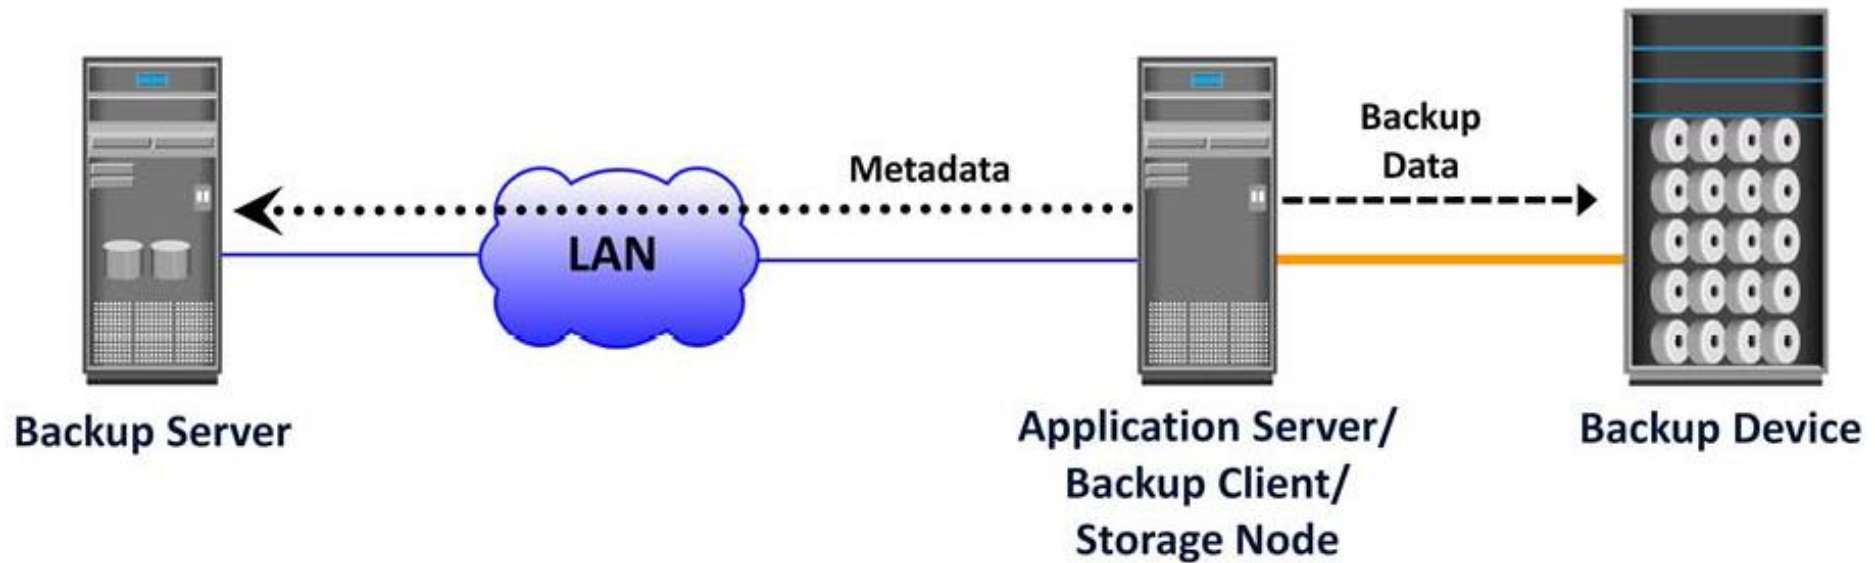 Metadata
Backup
Data
LAN
Backup Server
Application Server/
Backup Client/
Storage Node
Backup Device